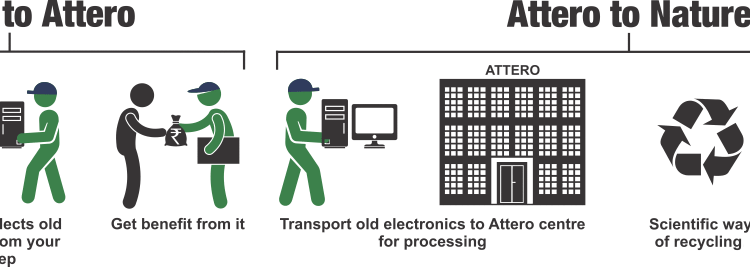 to Attero
Attero to Nature
ATTERO
₹
lects old
om your
ep
Get benefit from it
Transport old electronics to Attero centre
for processing
Scientific way
of recycling